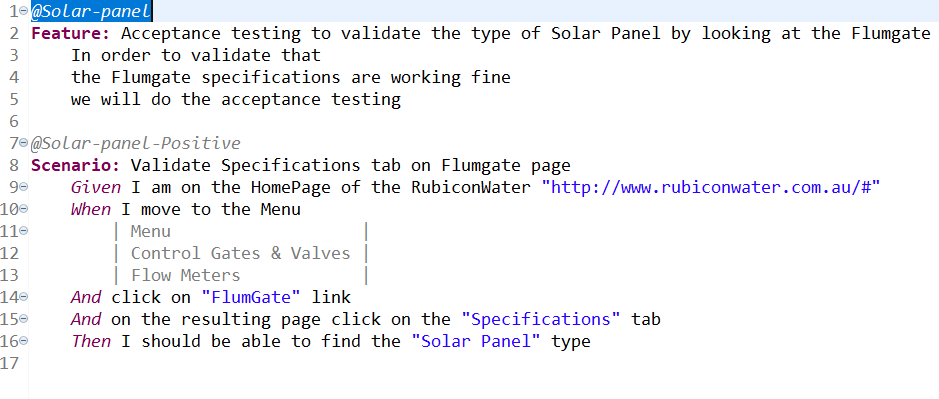 1 @Solar-panel
2 Feature: Acceptance testing to validate the type of Solar Panel by looking at the Flumgate
3 In order to validate that
4 the Flumgate specifications are working fine
5 we will do the acceptance testing
6
7 @Solar-panel-Positive
8 Scenario: Validate Specifications tab on Flumgate page
9 Given I am on the HomePage of the RubiconWater "http://www.rubiconwater.com.au/#"
10 When I move to the Menu
11 | Menu |
12 | Control Gates & Valves |
13 | Flow Meters |
14 And click on "FlumGate" link
15 And on the resulting page click on the "Specifications" tab
16 Then I should be able to find the "Solar Panel" type
17